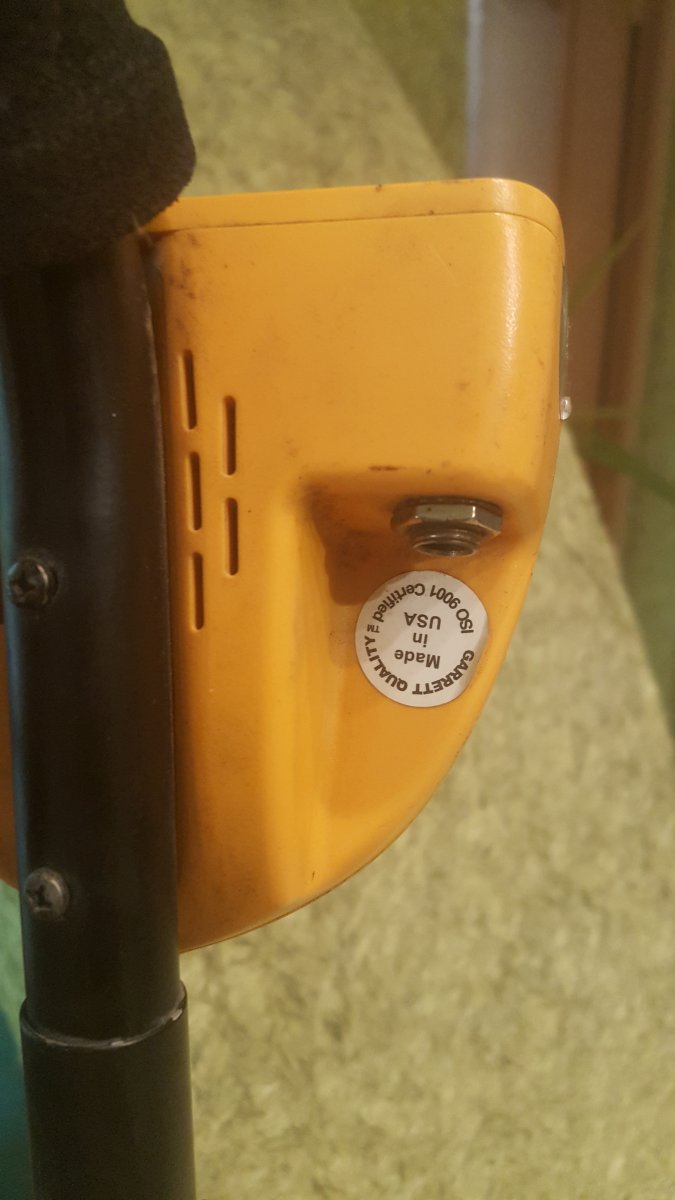 GARRETT QUALITY™
Made
in
USA
ISO 9001 Certified